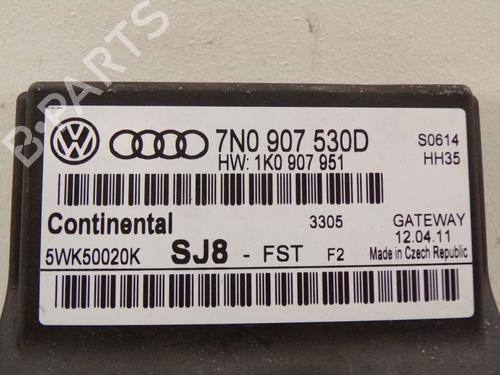 B-PARTS
7N0 907 530D
S0614
HW: 1K0 907 951
HH35
Continental
3305
GATEWAY
5WK50020K
SJ8 - FST F2
12.04.11
Made in Czech Republic